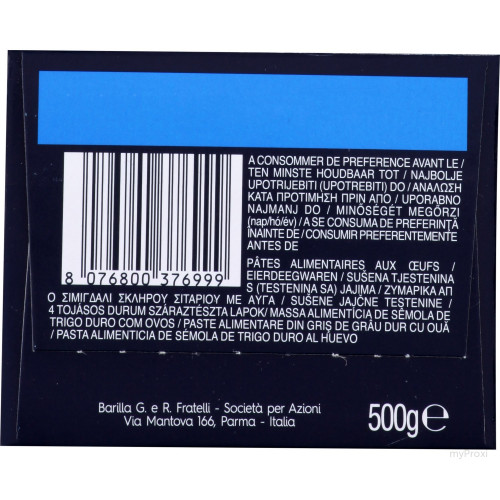 A CONSOMMER DE PREFERENCE AVANT LE /
TEN MINSTE HOUDBAAR TOT / NAJBOLJE
UPOTRIJEBITI (UPOTREBITI) DO / ΑΝΑΛΩΣΗ
ΚΑΤΑ ΠΡΟΤΙΜΗΣΗ ΠΡΙΝ ΑΠΟ / UPORABNO
NAJMANJ DO / MINŐSÉGÉT MEGŐRZI
(nap/hó/év) / A SE CONSUMA DE PREFERINȚĂ
ÎNAINTE DE / CONSUMIR PREFERENTEMENTE
ANTES DE
8 076800 376999
PÂTES ALIMENTAIRES AUX ŒUFS /
EIERDEEGWAREN / SUŠENA TJESTENINA
S (TESTENINA SA) JAJIMA / ΖΥΜΑΡΙΚΑ ΑΠ
Ο ΣΙΜΙΓΔΑΛΙ ΣΚΛΗΡΟΥ ΣΙΤΑΡΙΟΥ ΜΕ ΑΥΓΑ / SUŠENE JAJČNE TESTENINE /
4 TOJÁSOS DURUM SZÁRAZTÉSZTA LAPOK / MASSA ALIMENTÍCIA DE SÊMOLA DE
TRIGO DURO COM OVOS / PASTE ALIMENTARE DIN GRIS DE GRÂU DUR CU OUĂ
/ PASTA ALIMENTICIA DE SÉMOLA DE TRIGO DURO AL HUEVO
Barilla G. e R. Fratelli - Società per Azioni
Via Mantova 166, Parma - Italia
500g e
myProxi